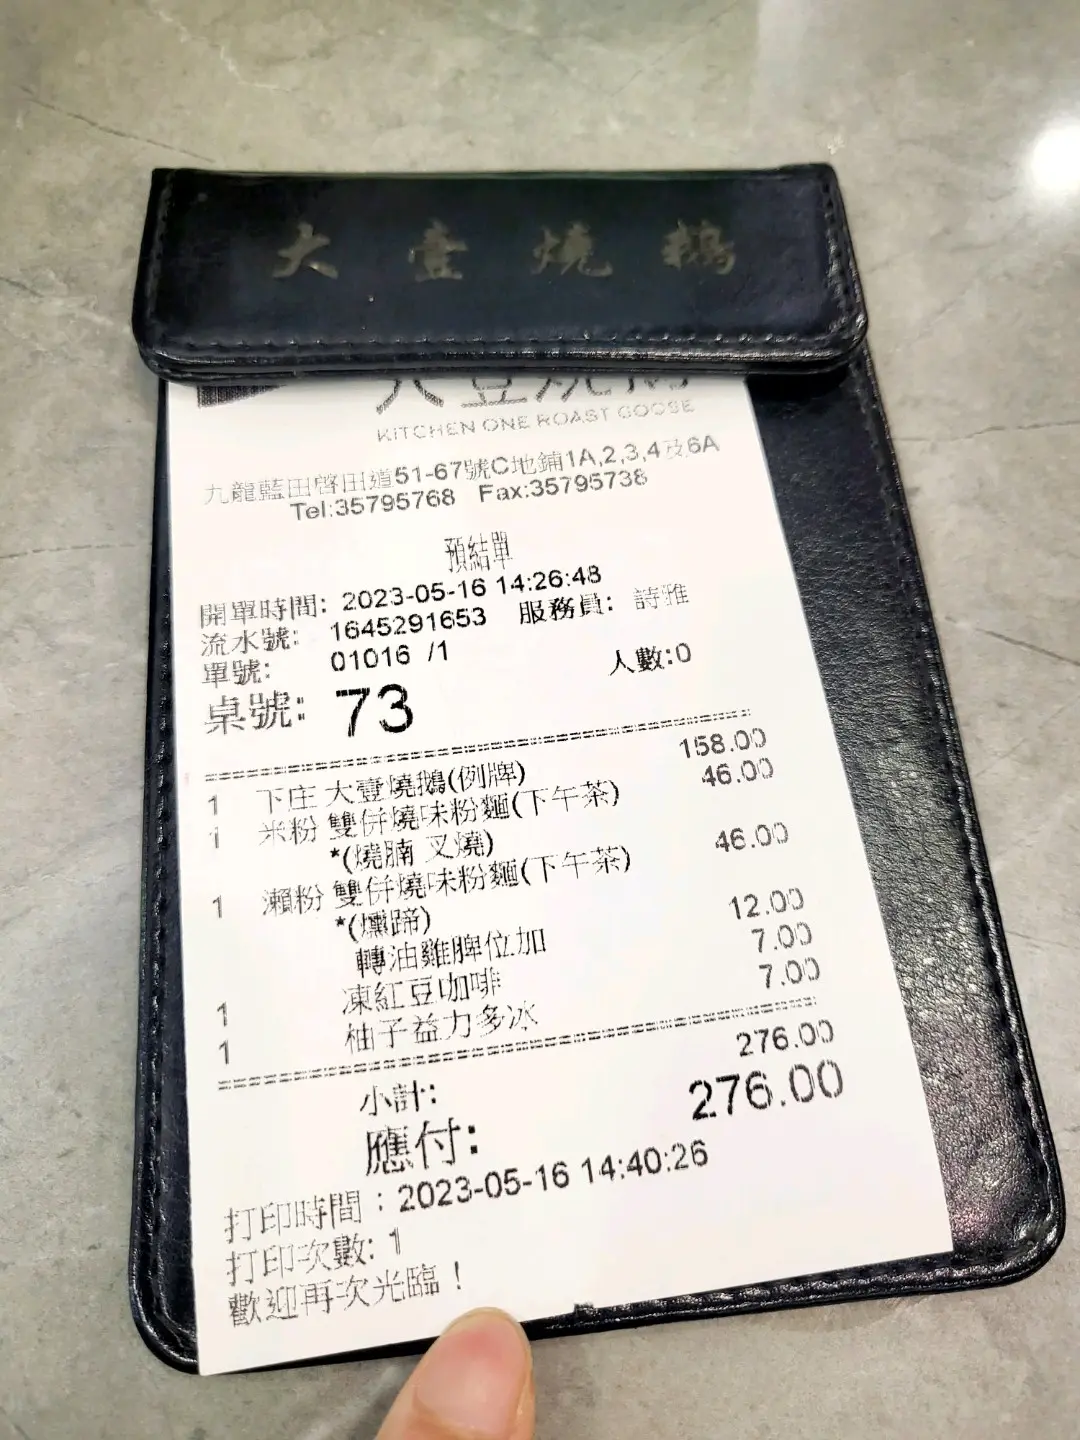 大壹燒鵝
大壹燒鵝
KITCHEN ONE ROAST GOOSE
九龍藍田啓田道51-67號C地鋪1A,2,3,4及6A
Tel:35795768 Fax:35795738
預結單
開單時間: 2023-05-16 14:26:48
流水號: 1645291653 服務員: 詩雅
單號: 01016 /1 人數:0
桌號: 73
1 下庄 大壹燒鵝(例牌) 158.00
1 米粉 雙併燒味粉麵(下午茶) 46.00
*(燒腩 叉燒)
1 瀨粉 雙併燒味粉麵(下午茶) 46.00
*(燻蹄)
轉油雞脾位加 12.00
1 凍紅豆咖啡 7.00
1 柚子益力多冰 7.00
小計: 276.00
應付: 276.00
打印時間：2023-05-16 14:40:26
打印次數: 1
歡迎再次光臨！